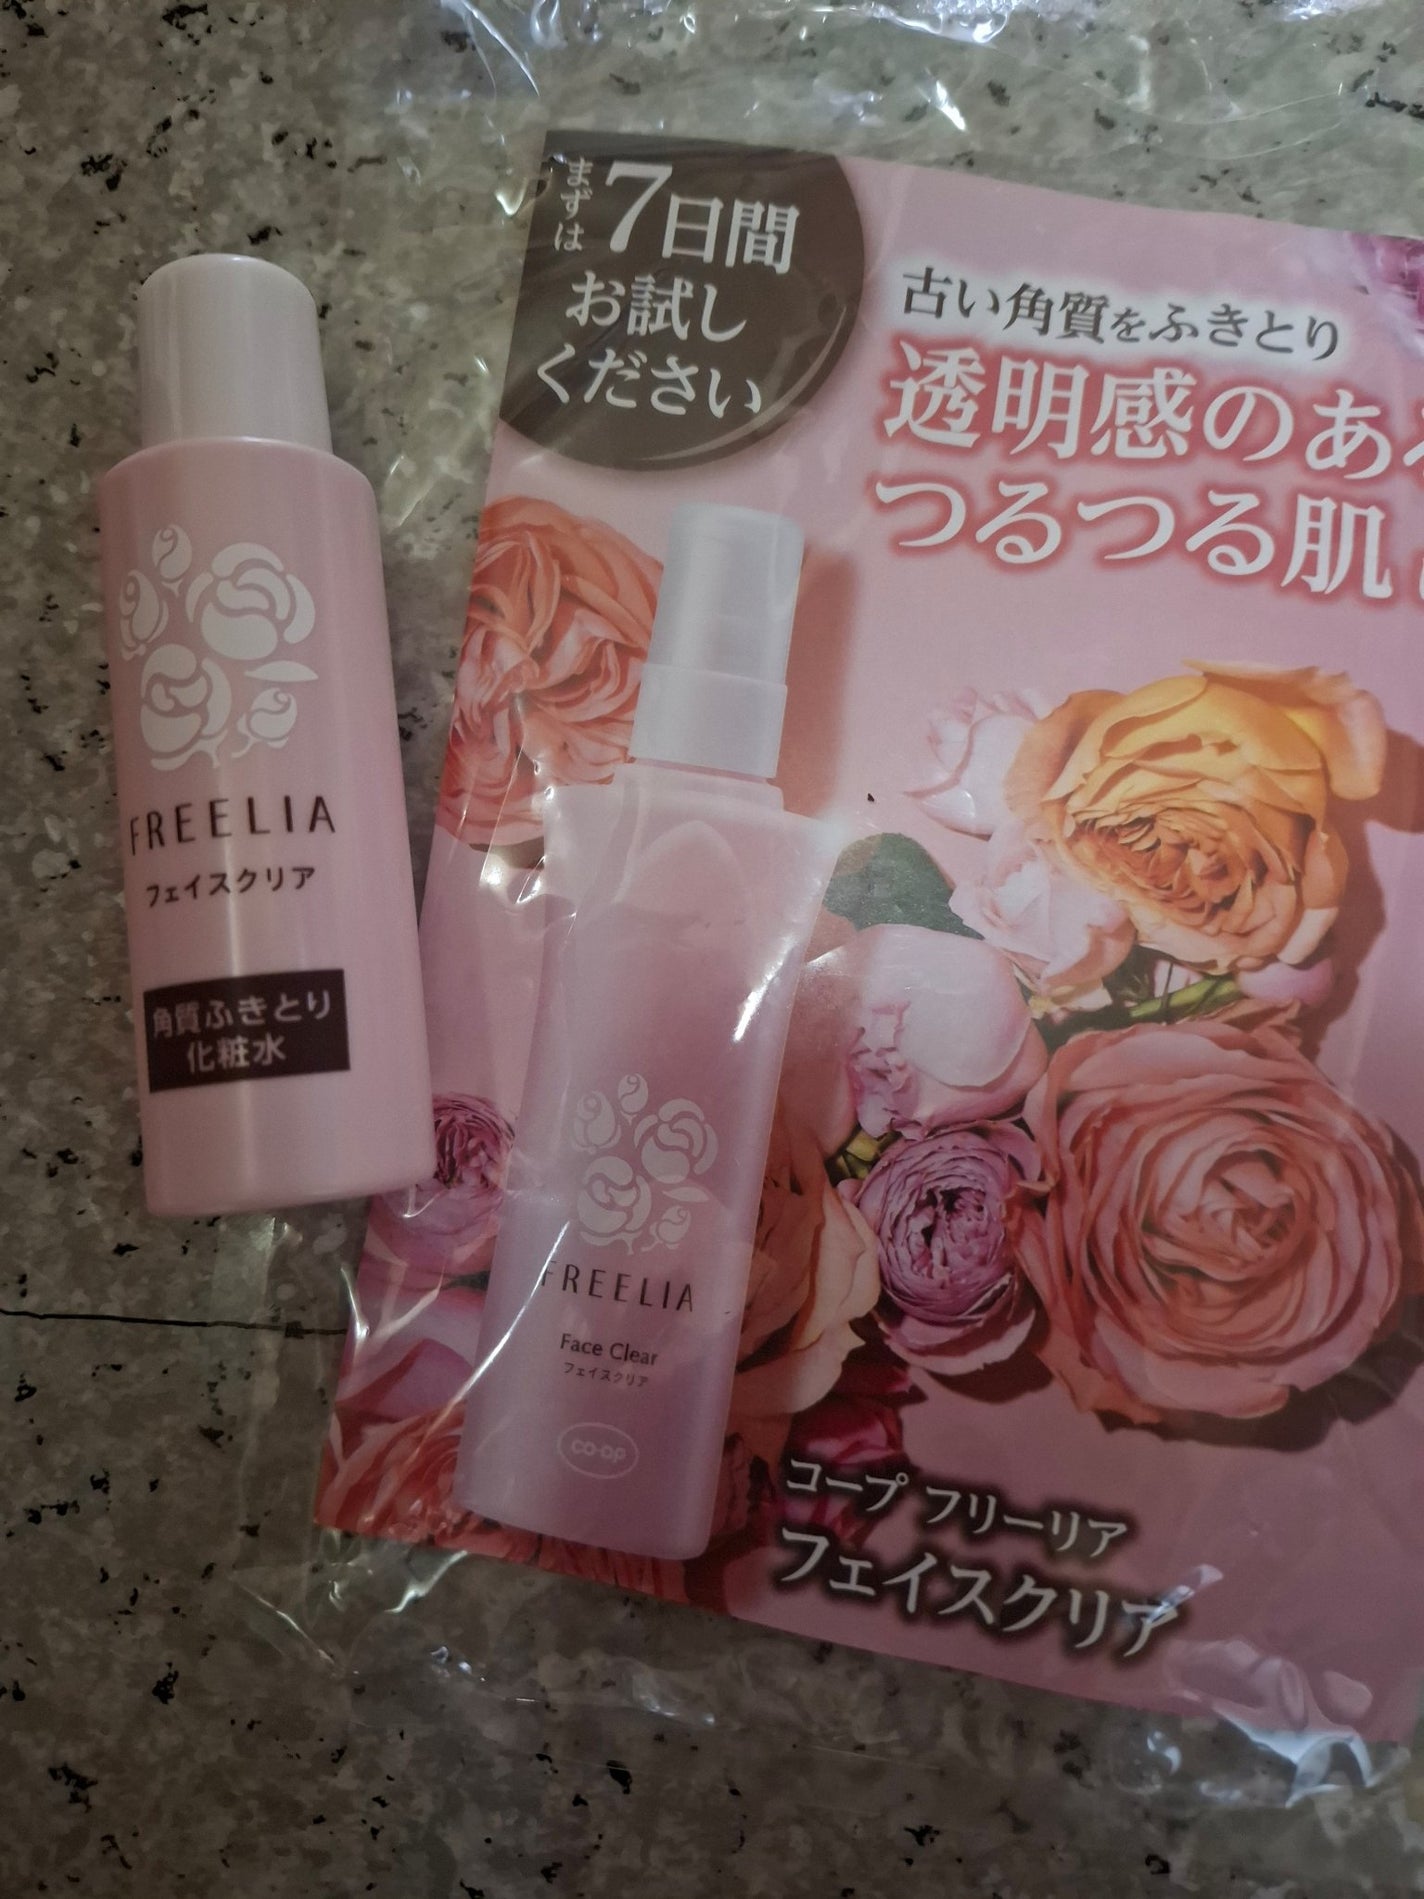 FREELIA
フェイスクリア
角質ふきとり
化粧水
まずは
7日間
お試し
ください
古い角質をふきとり
透明感のある
つるつる肌
FREELIA
Face Clear
フェイスクリア
CO·OP
コープ フリーリア
フェイスクリア